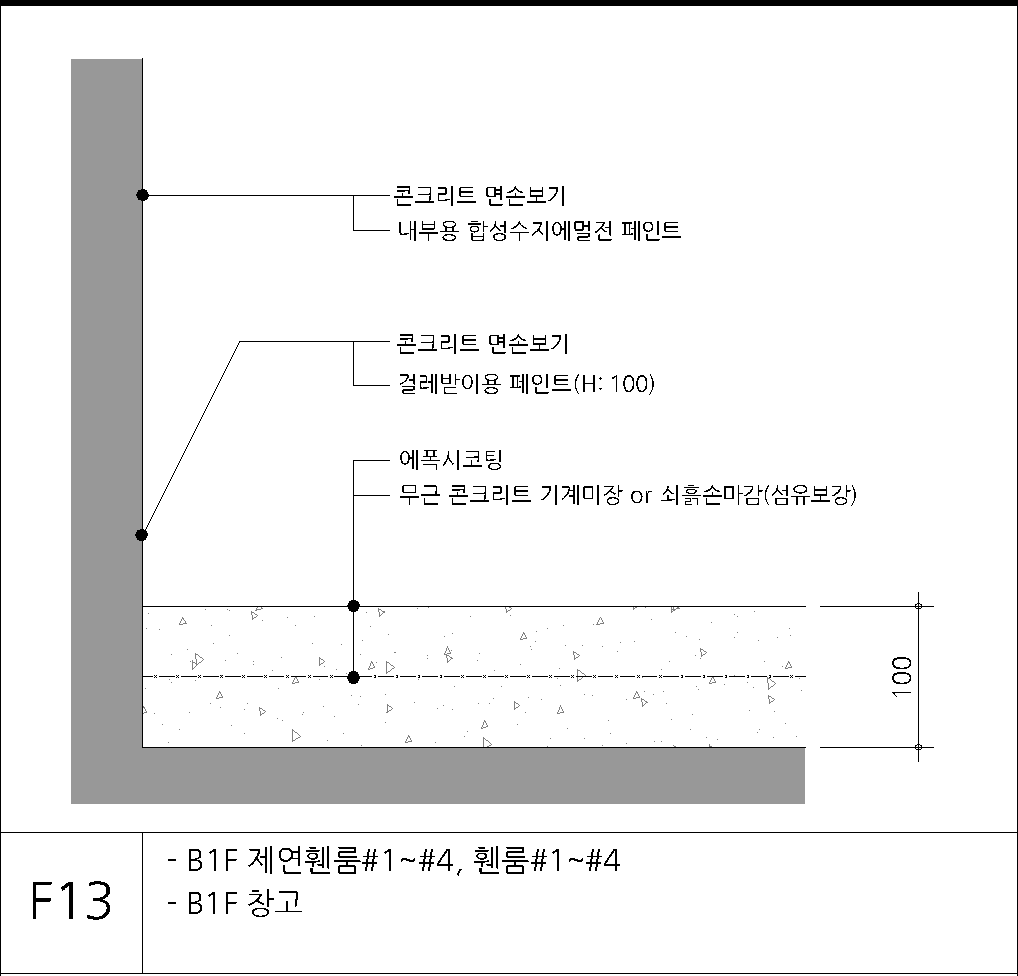 콘크리트 면손보기
내부용 합성수지에멀전 페인트
콘크리트 면손보기
걸레받이용 페인트(H: 100)
에폭시코팅
무근 콘크리트 기계미장 or 쇠흙손마감(섬유보강)
100
F13
- B1F 제연휀룸#1~#4, 휀룸#1~#4
- B1F 창고